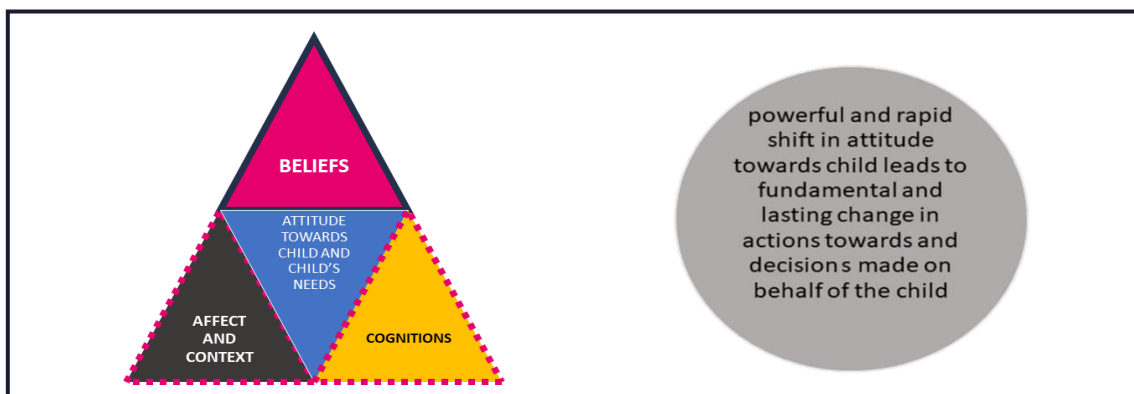 BELIEFS
ATTITUDE
TOWARDS
CHILD AND
CHILD'S
NEEDS
AFFECT
AND
CONTEXT
COGNITIONS
powerful and rapid
shift in attitude
towards child leads to
fundamental and
lasting change in
actions towards and
decisions made on
behalf of the child